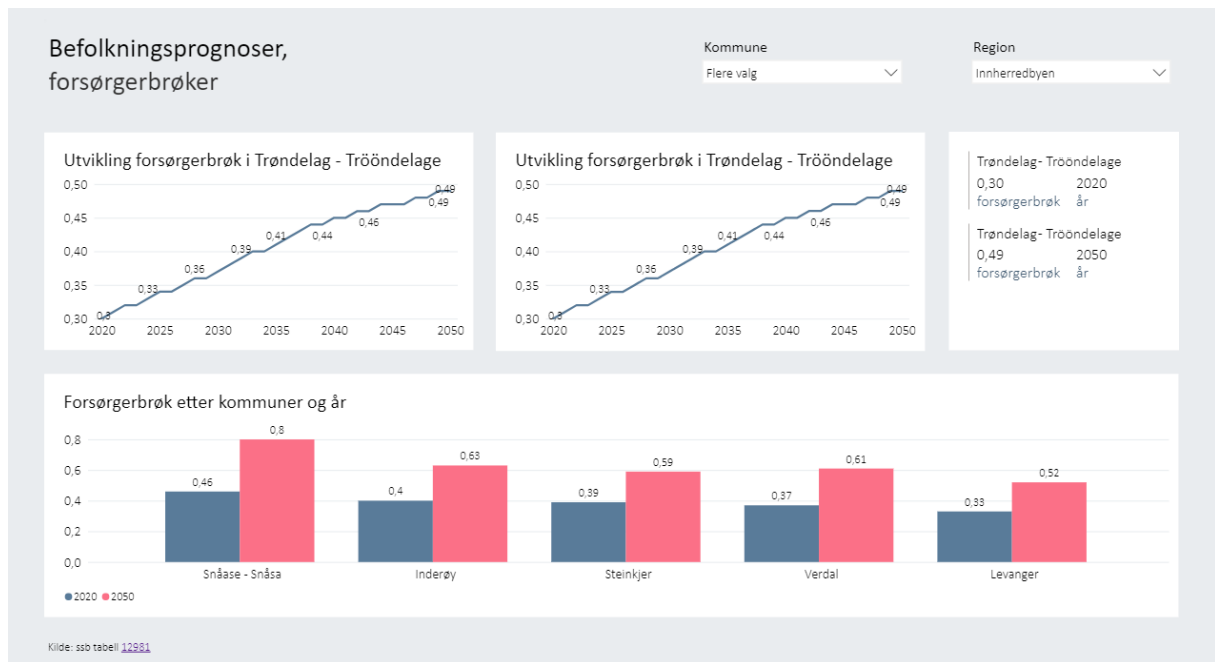 Befolkningsprognoser,
forsørgerbrøker
Kommune
Flere valg
Region
Innherredbyen
Utvikling forsørgerbrøk i Trøndelag - Trööndelage
0,50
0,45
0,40
0,35
0,30
0,3
0,33
0,36
0,39
0,41
0,44
0,46
0,49
0,49
2020 2025 2030 2035 2040 2045 2050
Utvikling forsørgerbrøk i Trøndelag - Trööndelage
0,50
0,45
0,40
0,35
0,30
0,3
0,33
0,36
0,39
0,41
0,44
0,46
0,49
0,49
2020 2025 2030 2035 2040 2045 2050
Trøndelag- Trööndelage
0,30 2020
forsørgerbrøk år
Trøndelag- Trööndelage
0,49 2050
forsørgerbrøk år
Forsørgerbrøk etter kommuner og år
0,8
0,6
0,4
0,2
0,0
0,46 0,8
0,4 0,63
0,39 0,59
0,37 0,61
0,33 0,52
Snåase - Snåsa Inderøy Steinkjer Verdal Levanger
2020 2050
Kilde: ssb tabell 12981